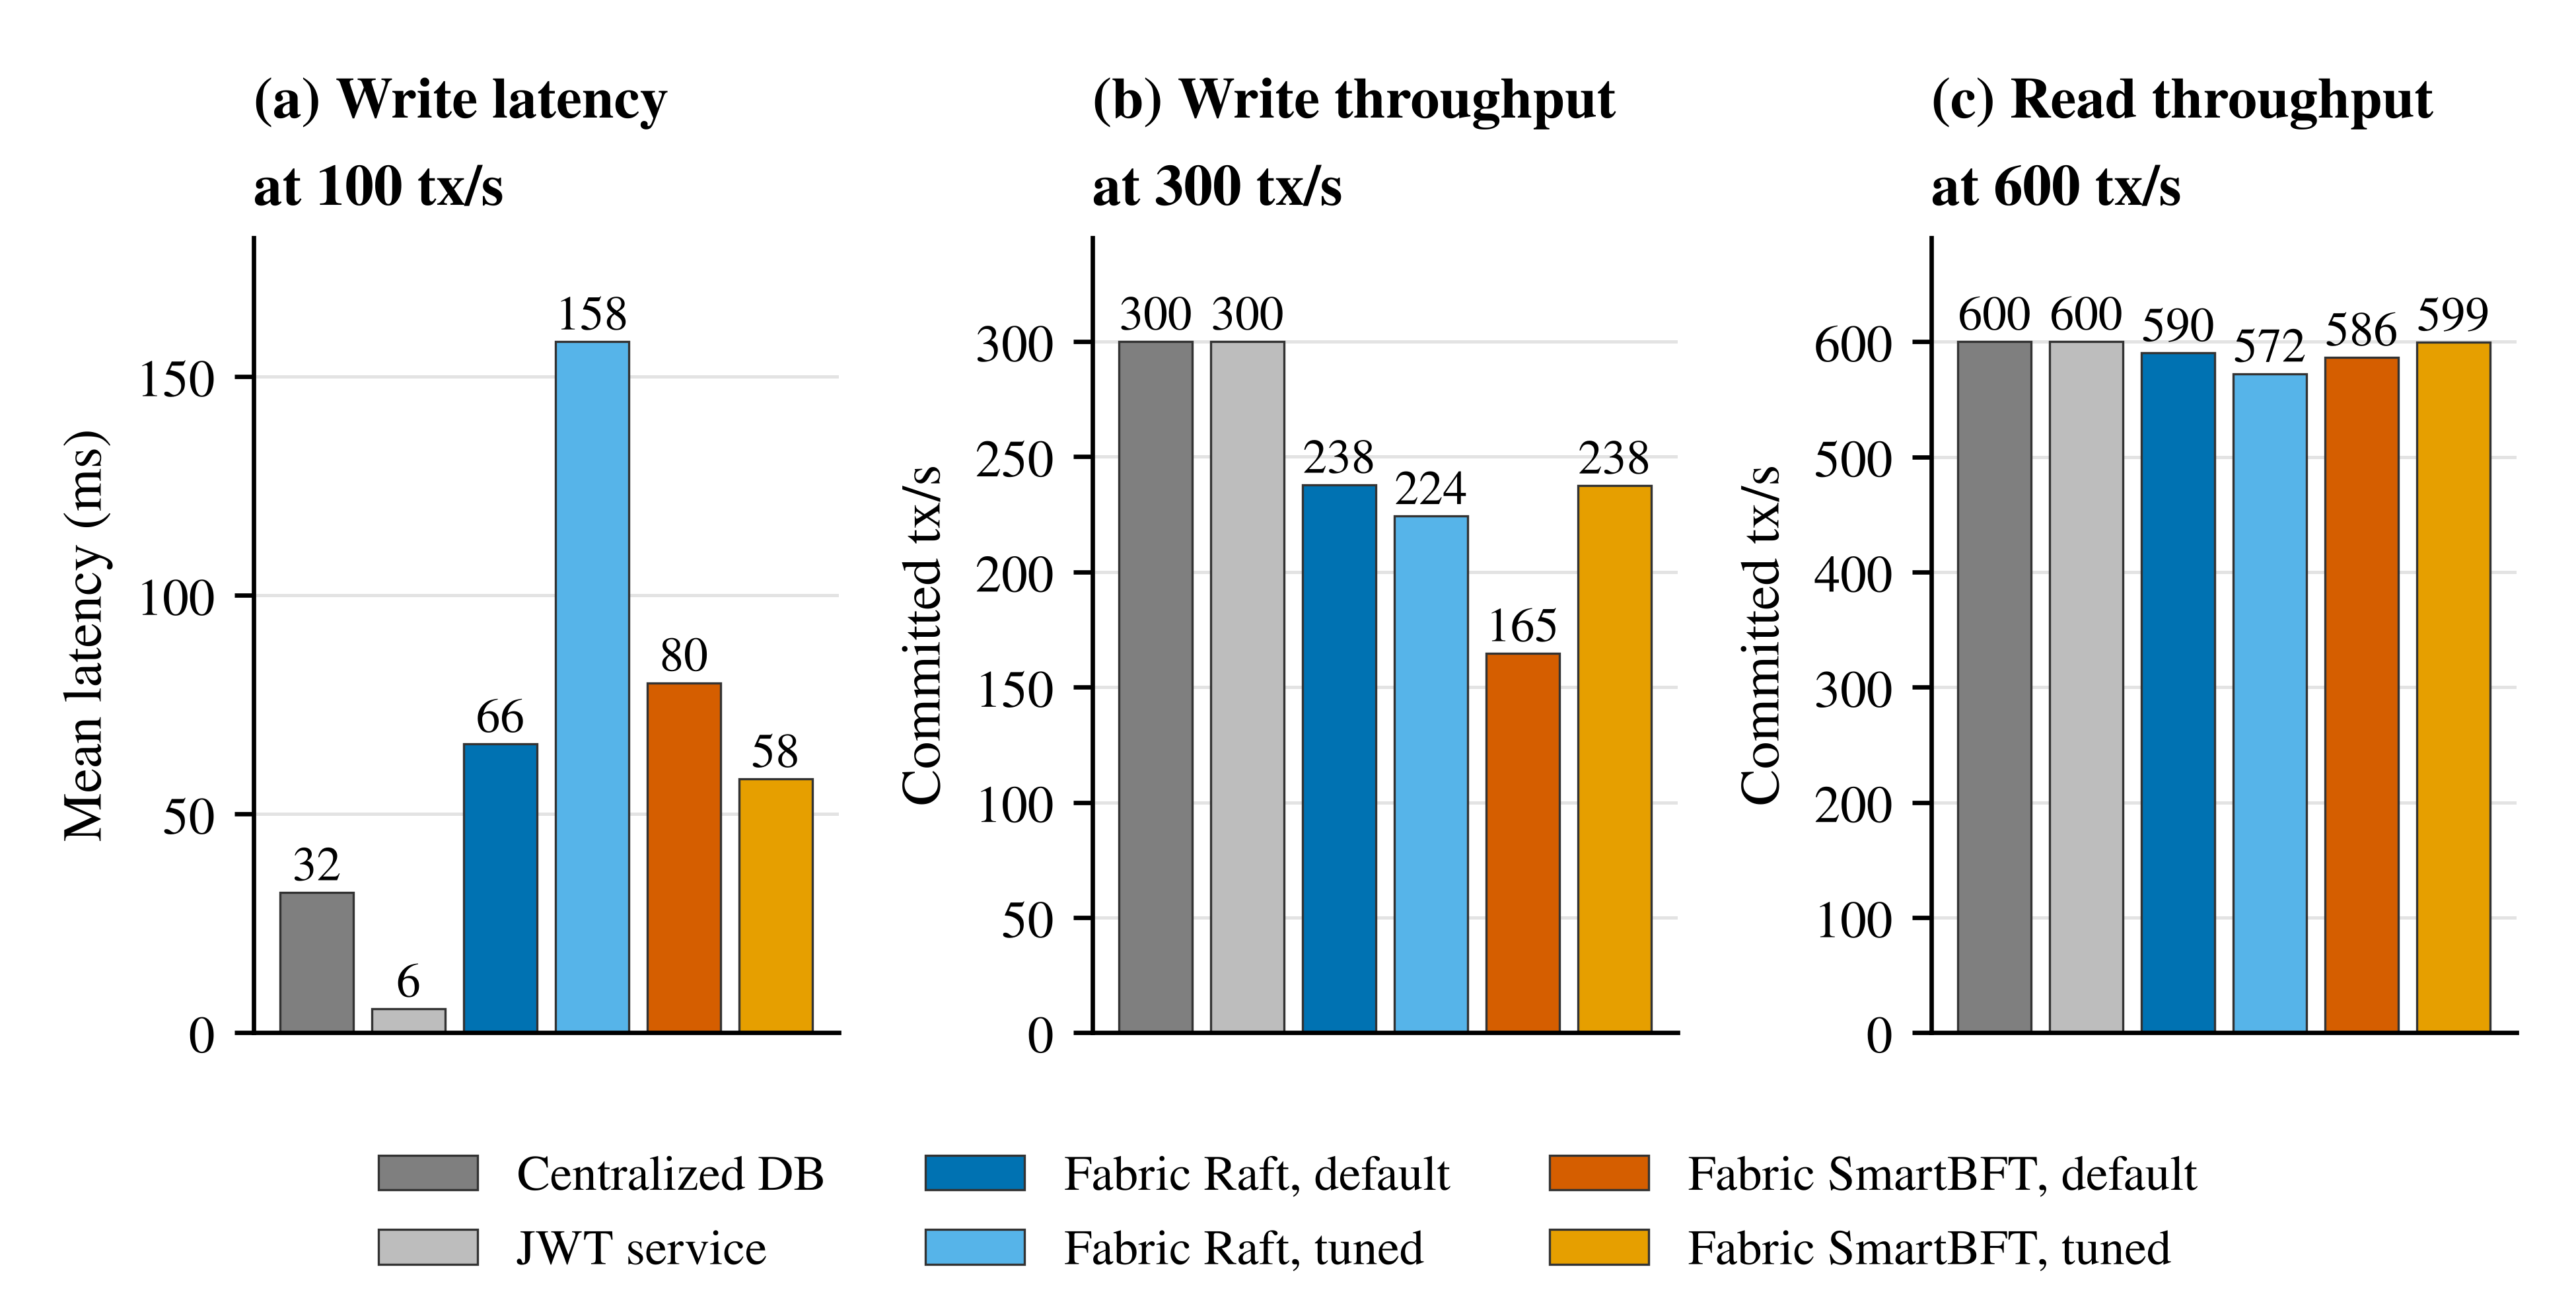 (a) Write latency
at 100 tx/s
Mean latency (ms)
150
100
50
0
32
6
66
158
80
58
(b) Write throughput
at 300 tx/s
Committed tx/s
300
250
200
150
100
50
0
300
300
238
224
165
238
(c) Read throughput
at 600 tx/s
Committed tx/s
600
500
400
300
200
100
0
600
600
590
572
586
599
Centralized DB
JWT service
Fabric Raft, default
Fabric Raft, tuned
Fabric SmartBFT, default
Fabric SmartBFT, tuned